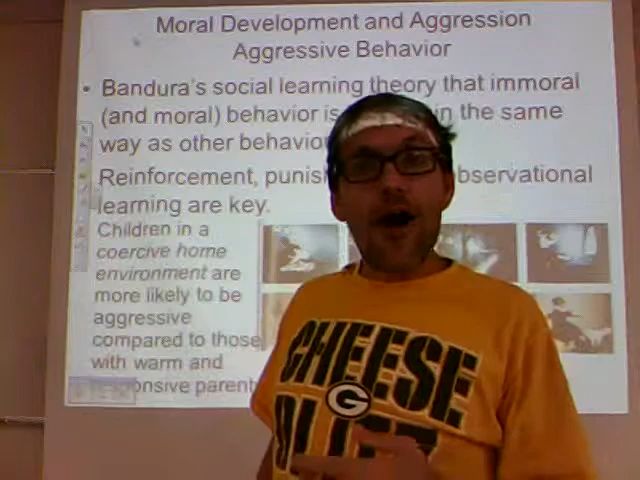 Moral Development and Aggression
Aggressive Behavior
• Bandura's social learning theory that immoral
(and moral) behavior is in the same
way as other behavio
Reinforcement, punis bservational
learning are key.
Children in a
coercive home
environment are
more likely to be
aggressive
compared to those
with warm and
onsive parent
CHEESE
G